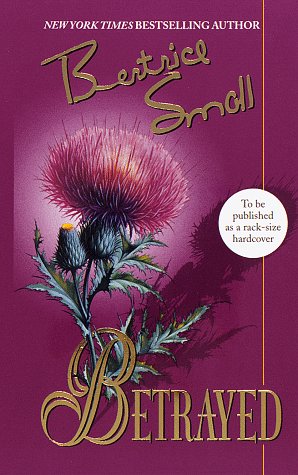 NEW YORK TIMES BESTSELLING AUTHOR
Bertrice
Small
To be
published
as a rack-size
hardcover
BETRAYED